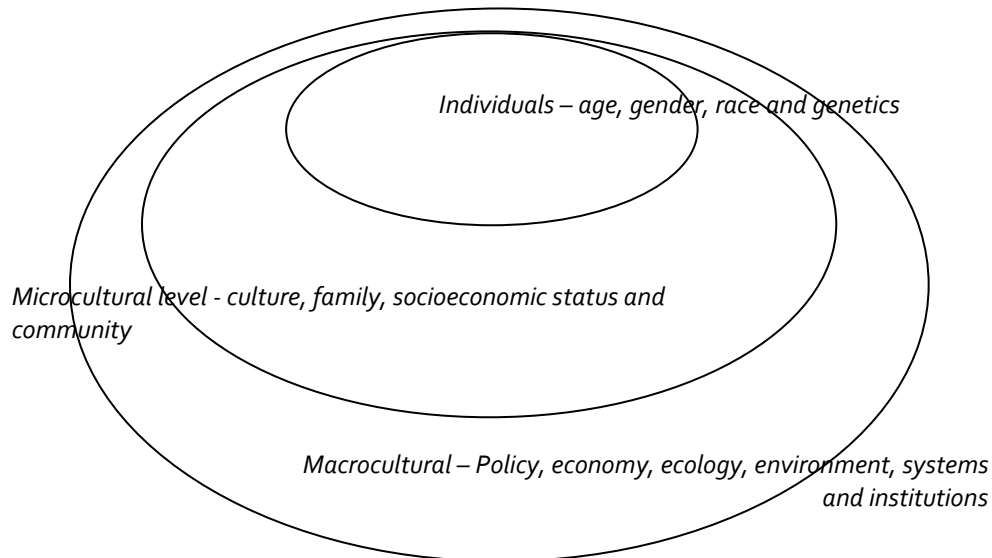 Individuals – age, gender, race and genetics
Microcultural level - culture, family, socioeconomic status and
community
Macrocultural – Policy, economy, ecology, environment, systems
and institutions